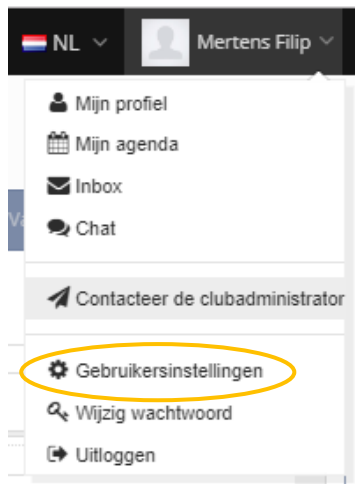 NL Mertens Filip
Mijn profiel
Mijn agenda
Inbox
Chat
Contacteer de clubadministrator
Gebruikersinstellingen
Wijzig wachtwoord
Uitloggen